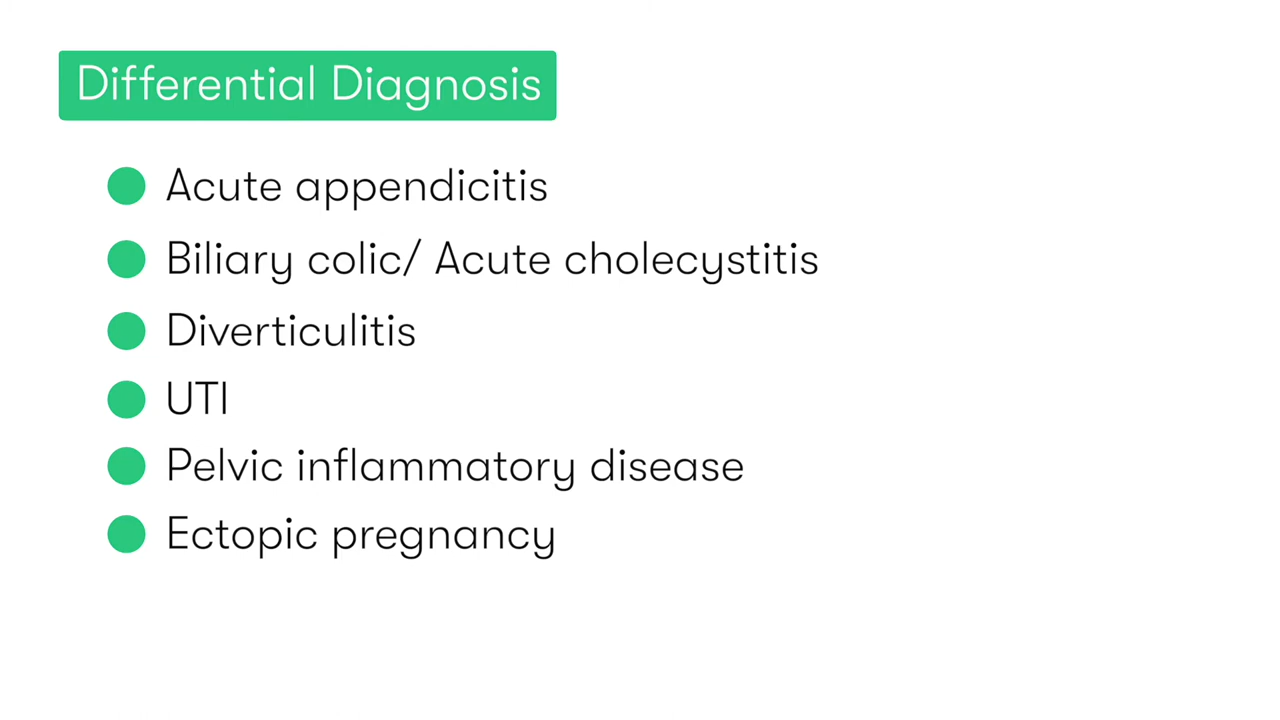 Differential Diagnosis
Acute appendicitis
Biliary colic/ Acute cholecystitis
Diverticulitis
UTI
Pelvic inflammatory disease
Ectopic pregnancy